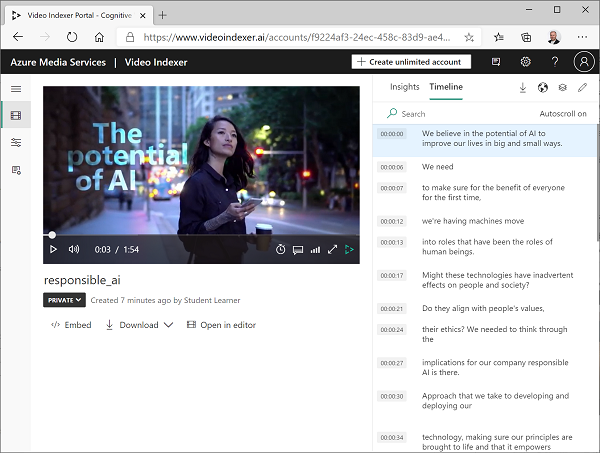 Video Indexer Portal - Cognitive
https://www.videoindexer.ai/accounts/f9224af3-24ec-458c-83d9-ae4...
Azure Media Services | Video Indexer
+ Create unlimited account
?
Insights
Timeline
Search
Autoscroll on
The
potential
of AI
0:03 / 1:54
responsible_ai
PRIVATE
Created 7 minutes ago by Student Learner
</> Embed
Download
Open in editor
00:00:00
We believe in the potential of AI to
improve our lives in big and small ways.
00:00:06
We need
00:00:07
to make sure for the benefit of everyone
for the first time,
00:00:12
we're having machines move
00:00:13
into roles that have been the roles of
human beings.
00:00:17
Might these technologies have inadvertent
effects on people and society?
00:00:21
Do they align with people's values,
00:00:24
their ethics? We needed to think through
the
00:00:27
implications for our company responsible
AI is there.
00:00:30
Approach that we take to developing and
deploying our
00:00:34
technology, making sure our principles are
brought to life and that it empowers